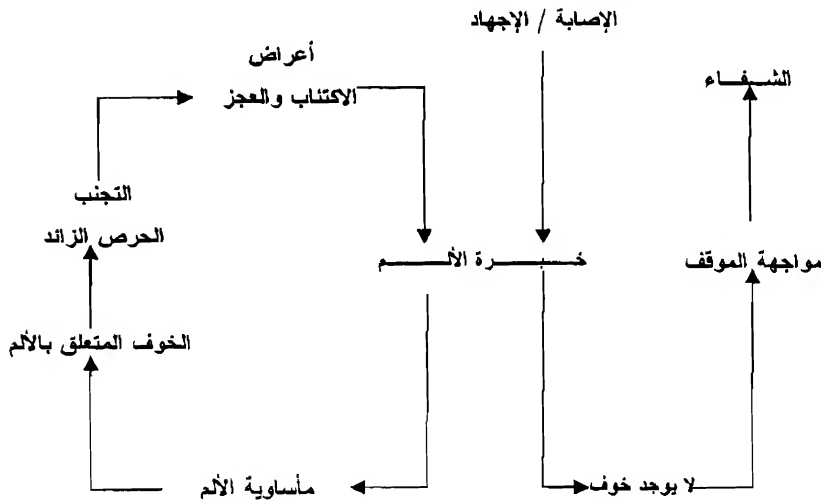 الإصابة / الإجهاد
أعراض
الاكتئاب والعجز
الشفاء
التجنب
الحرص الزائد
خبرة الألم
مواجهة الموقف
الخوف المتعلق بالألم
مأساوية الألم
لا يوجد خوف